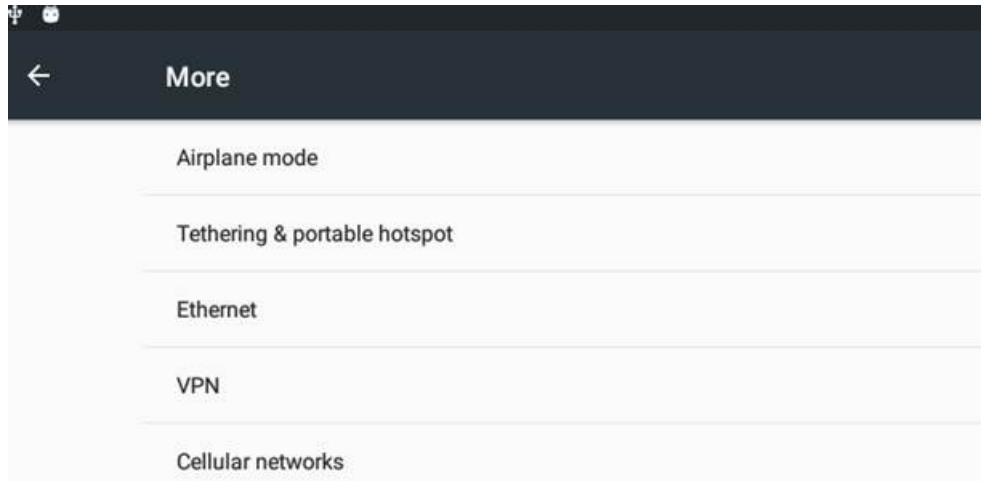 More
Airplane mode
Tethering & portable hotspot
Ethernet
VPN
Cellular networks